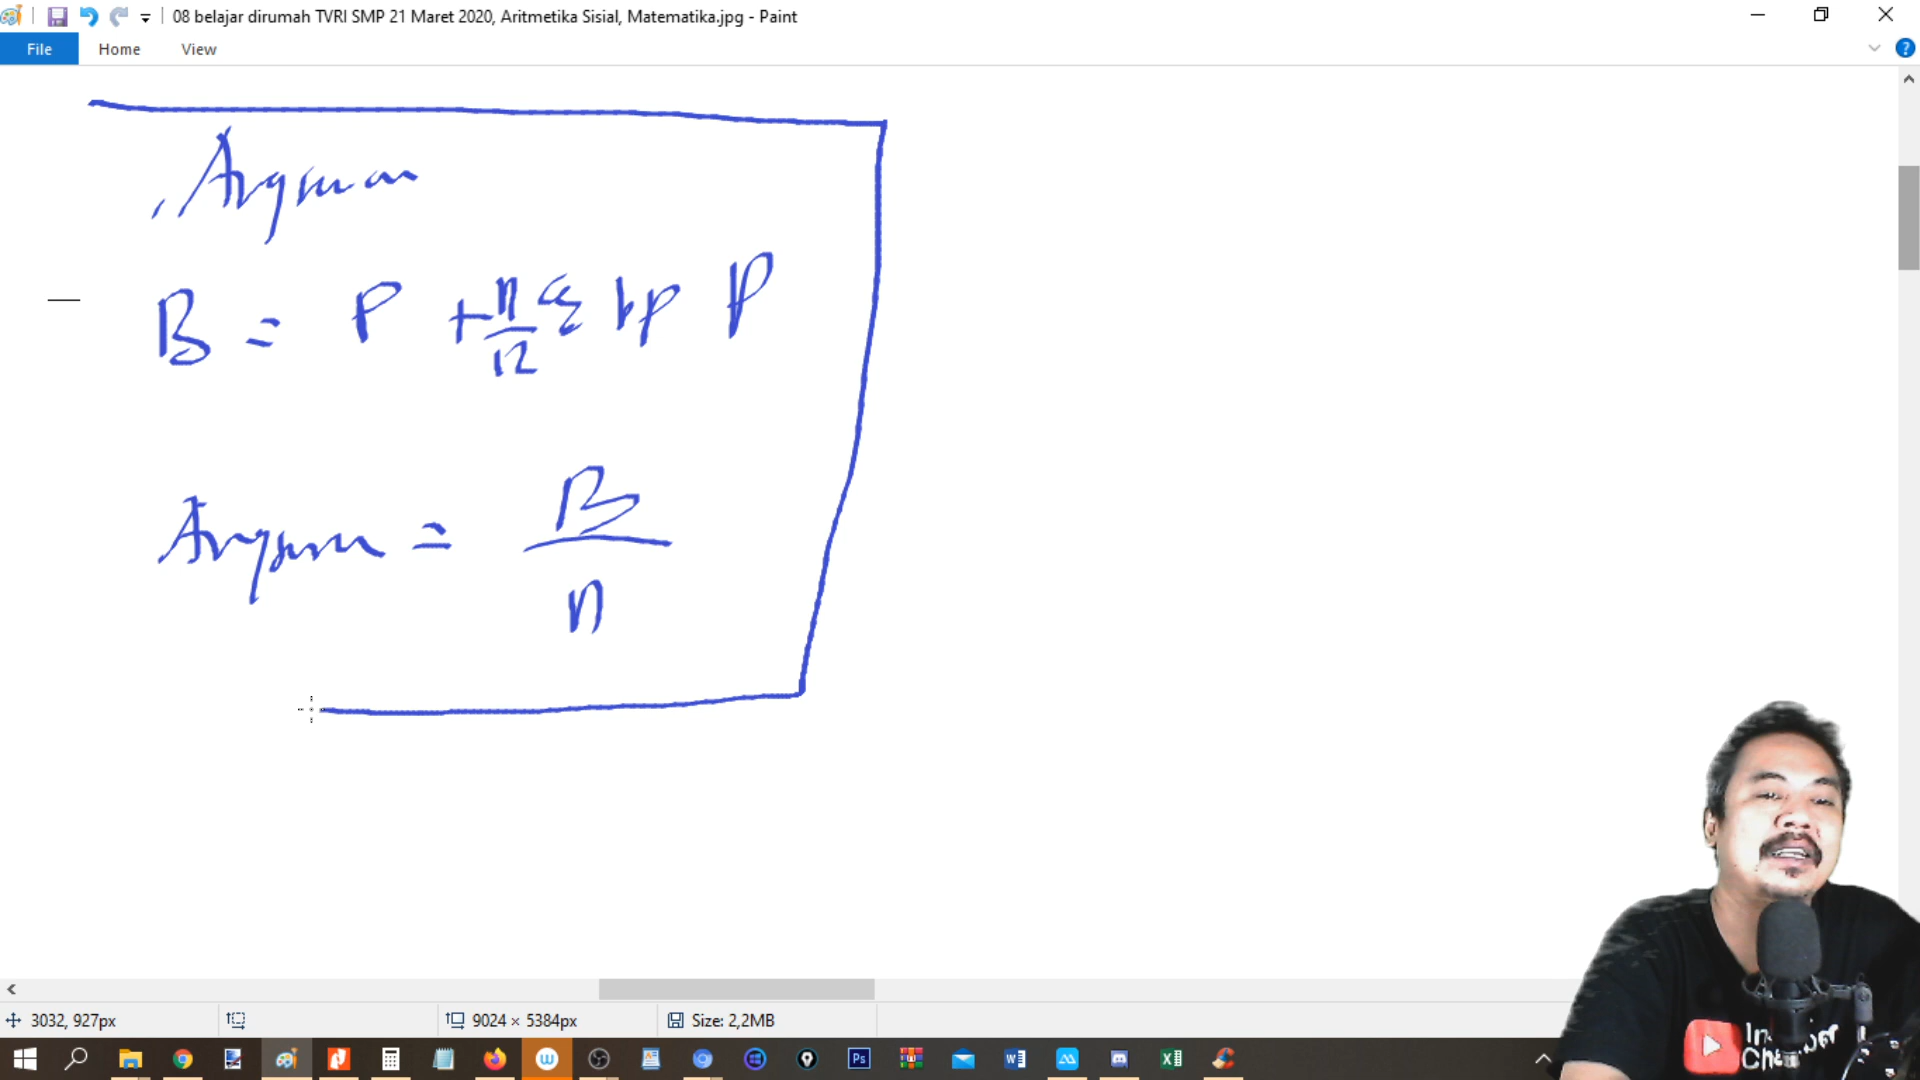 08 belajar dirumah TVRI SMP 21 Maret 2020, Aritmetika Sisial, Matematika.jpg - Paint
File Home View
Angsuran
B = P + n/12 × % × P
Angsuran = B/n
3032, 927px
9024 × 5384px
Size: 2,2MB